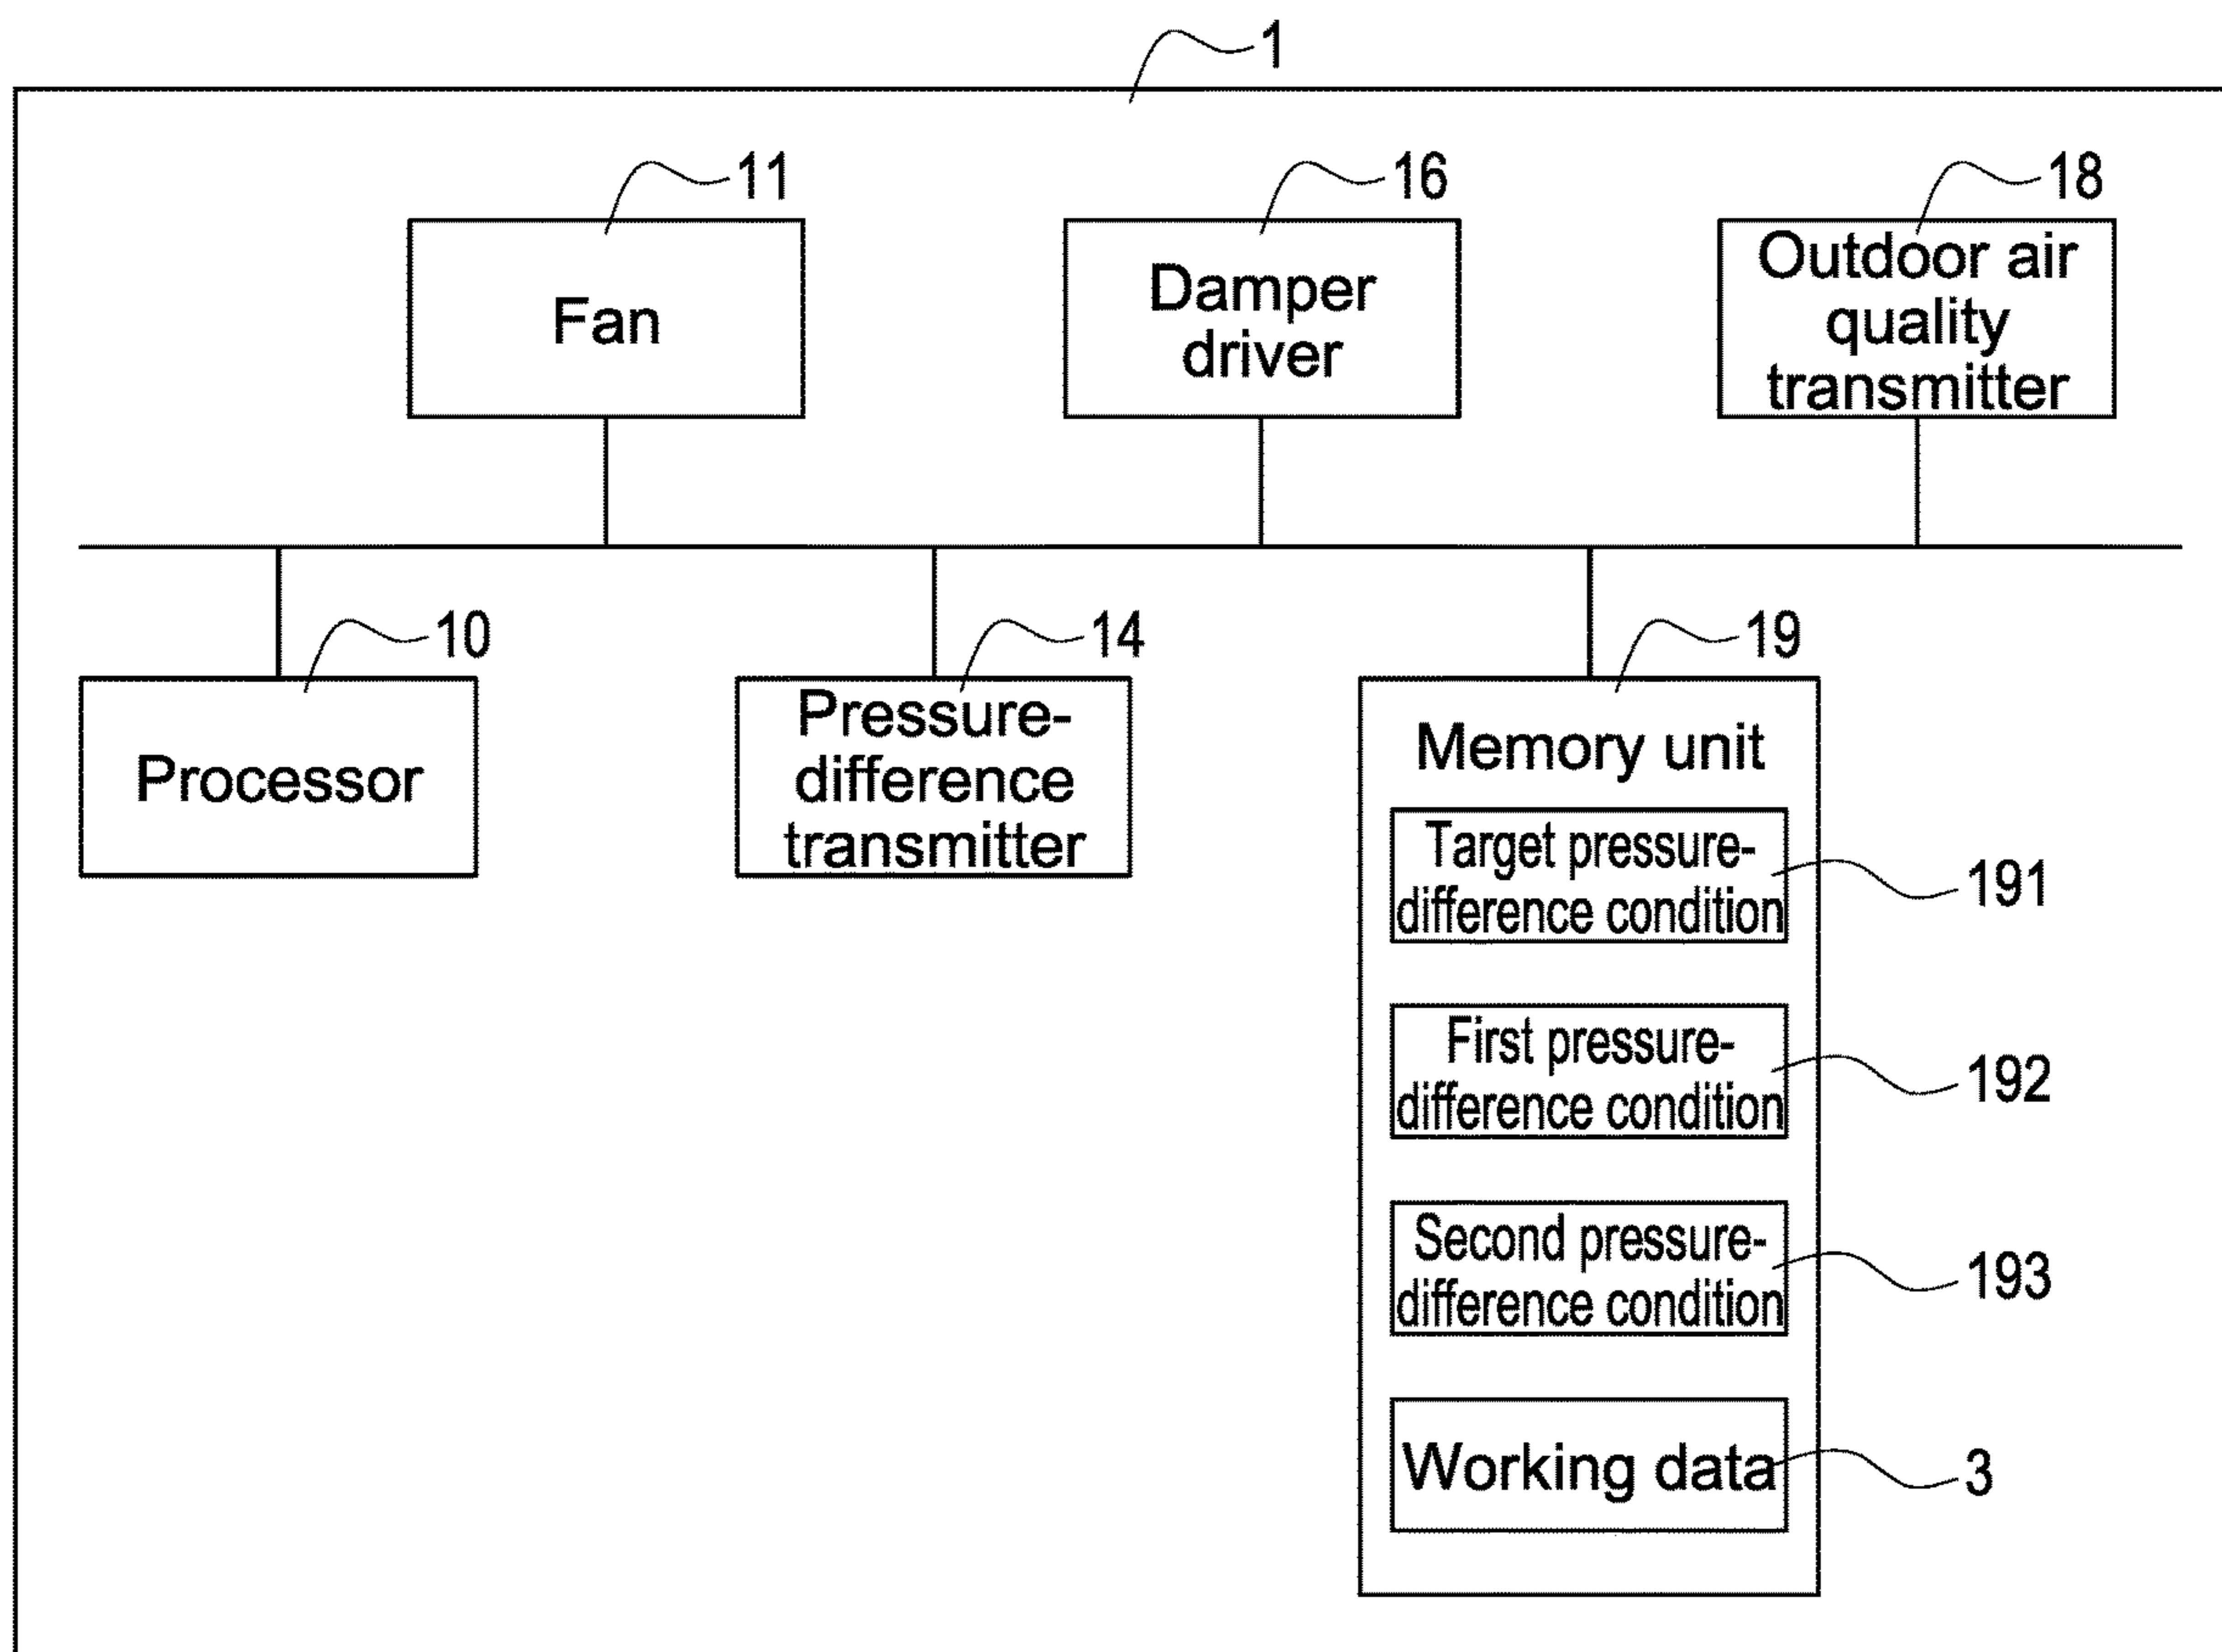 1
11
16
18
Fan
Damper
driver
Outdoor air
quality
transmitter
10
14
19
Processor
Pressure-
difference
transmitter
Memory unit
Target pressure-
difference condition
191
First pressure-
difference condition
192
Second pressure-
difference condition
193
Working data
3